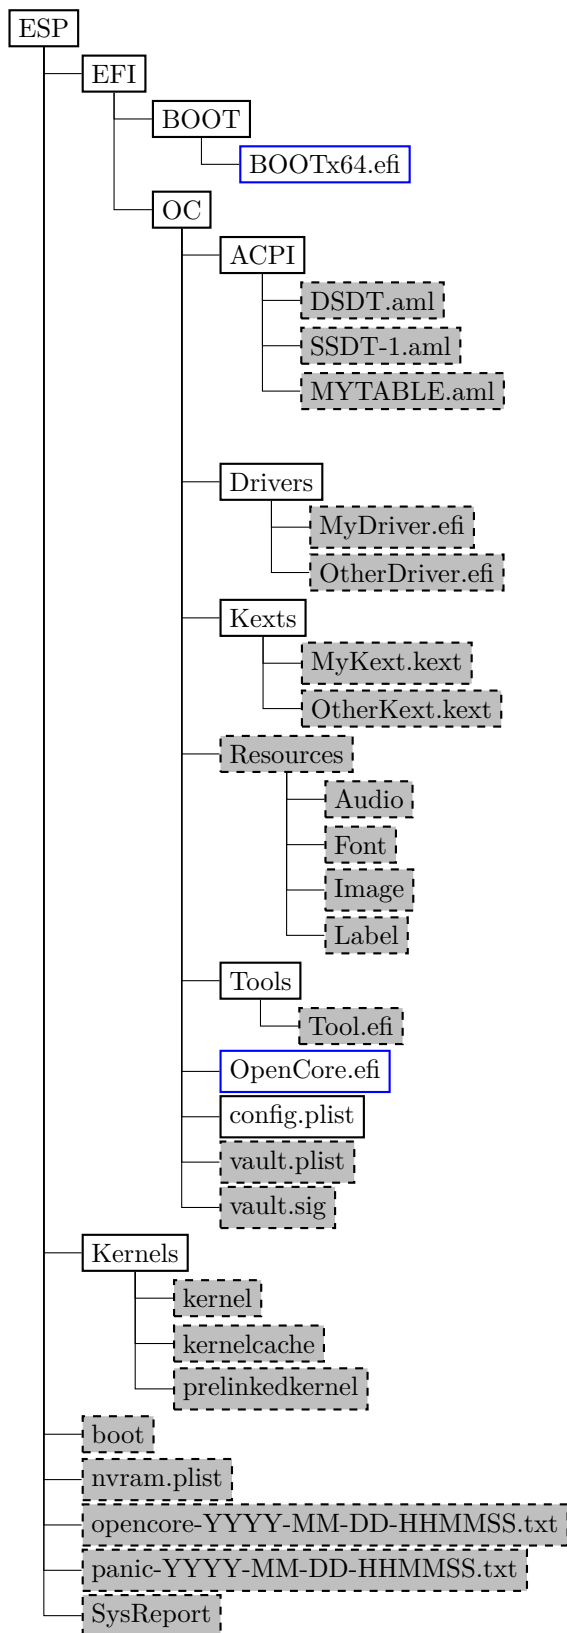 ESP
EFI
BOOT
BOOTx64.efi
OC
ACPI
DSDT.aml
SSDT-1.aml
MYTABLE.aml
Drivers
MyDriver.efi
OtherDriver.efi
Kexts
MyKext.kext
OtherKext.kext
Resources
Audio
Font
Image
Label
Tools
Tool.efi
OpenCore.efi
config.plist
vault.plist
vault.sig
Kernels
kernel
kernelcache
prelinkedkernel
boot
nvram.plist
opencore-YYYY-MM-DD-HHMMSS.txt
panic-YYYY-MM-DD-HHMMSS.txt
SysReport